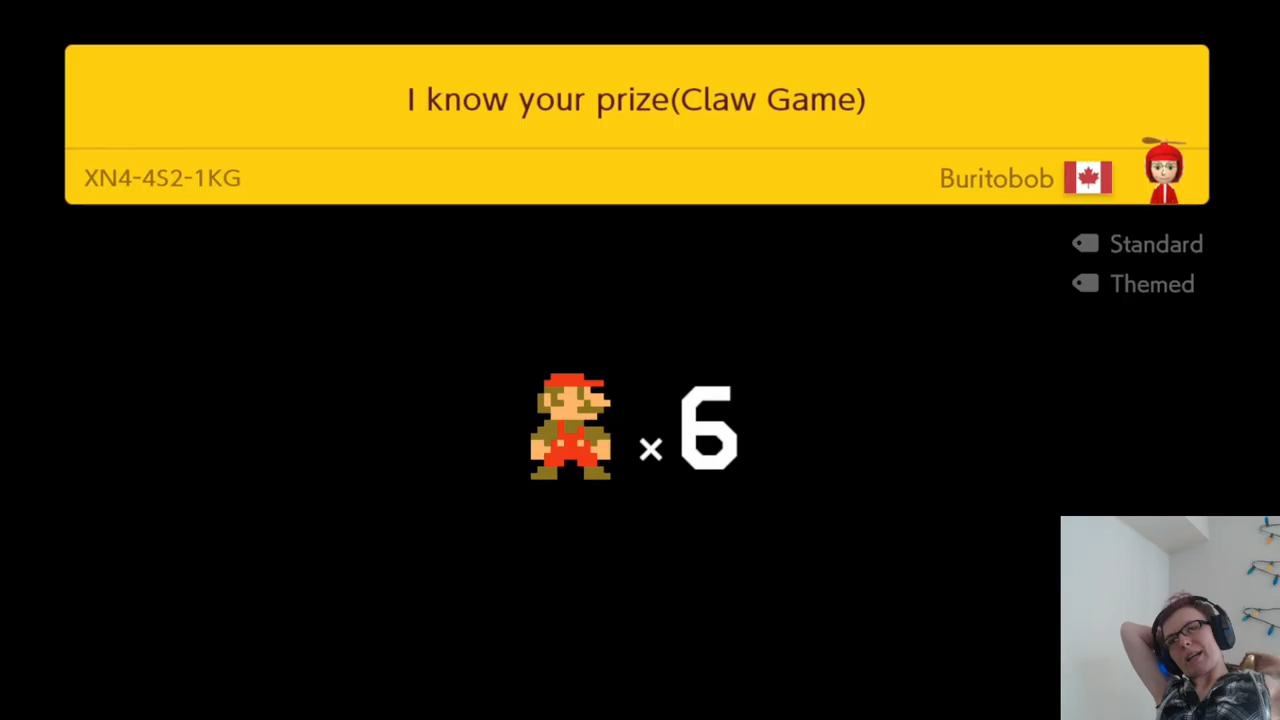 I know your prize(Claw Game)
XN4-4S2-1KG
Buritobob
Standard
Themed
× 6